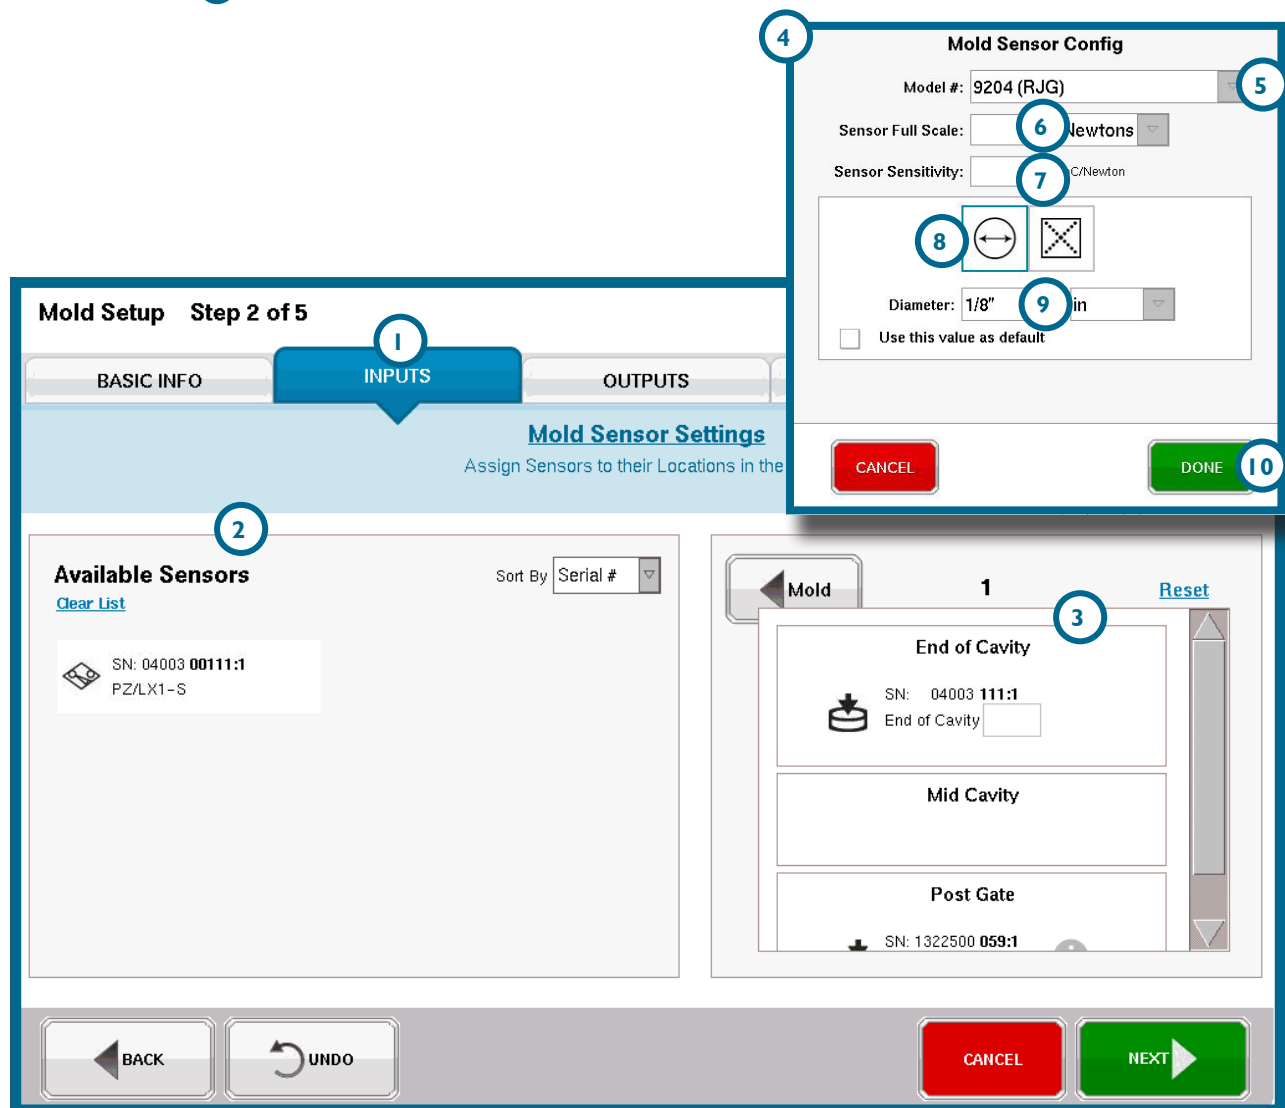 4
Mold Sensor Config
Model #: 9204 (RJG) 5
Sensor Full Scale: 6 Newtons
Sensor Sensitivity: 7 C/Newton
8
Diameter: 1/8" 9 in
Use this value as default
CANCEL DONE 10
Mold Setup Step 2 of 5
1
BASIC INFO INPUTS OUTPUTS
Mold Sensor Settings
Assign Sensors to their Locations in the
2
Available Sensors Sort By Serial #
Clear List
SN: 04003 00111:1
PZ/LX1-S
Mold 1 Reset
3
End of Cavity
SN: 04003 111:1
End of Cavity
Mid Cavity
Post Gate
SN: 1322500 059:1
BACK UNDO CANCEL NEXT